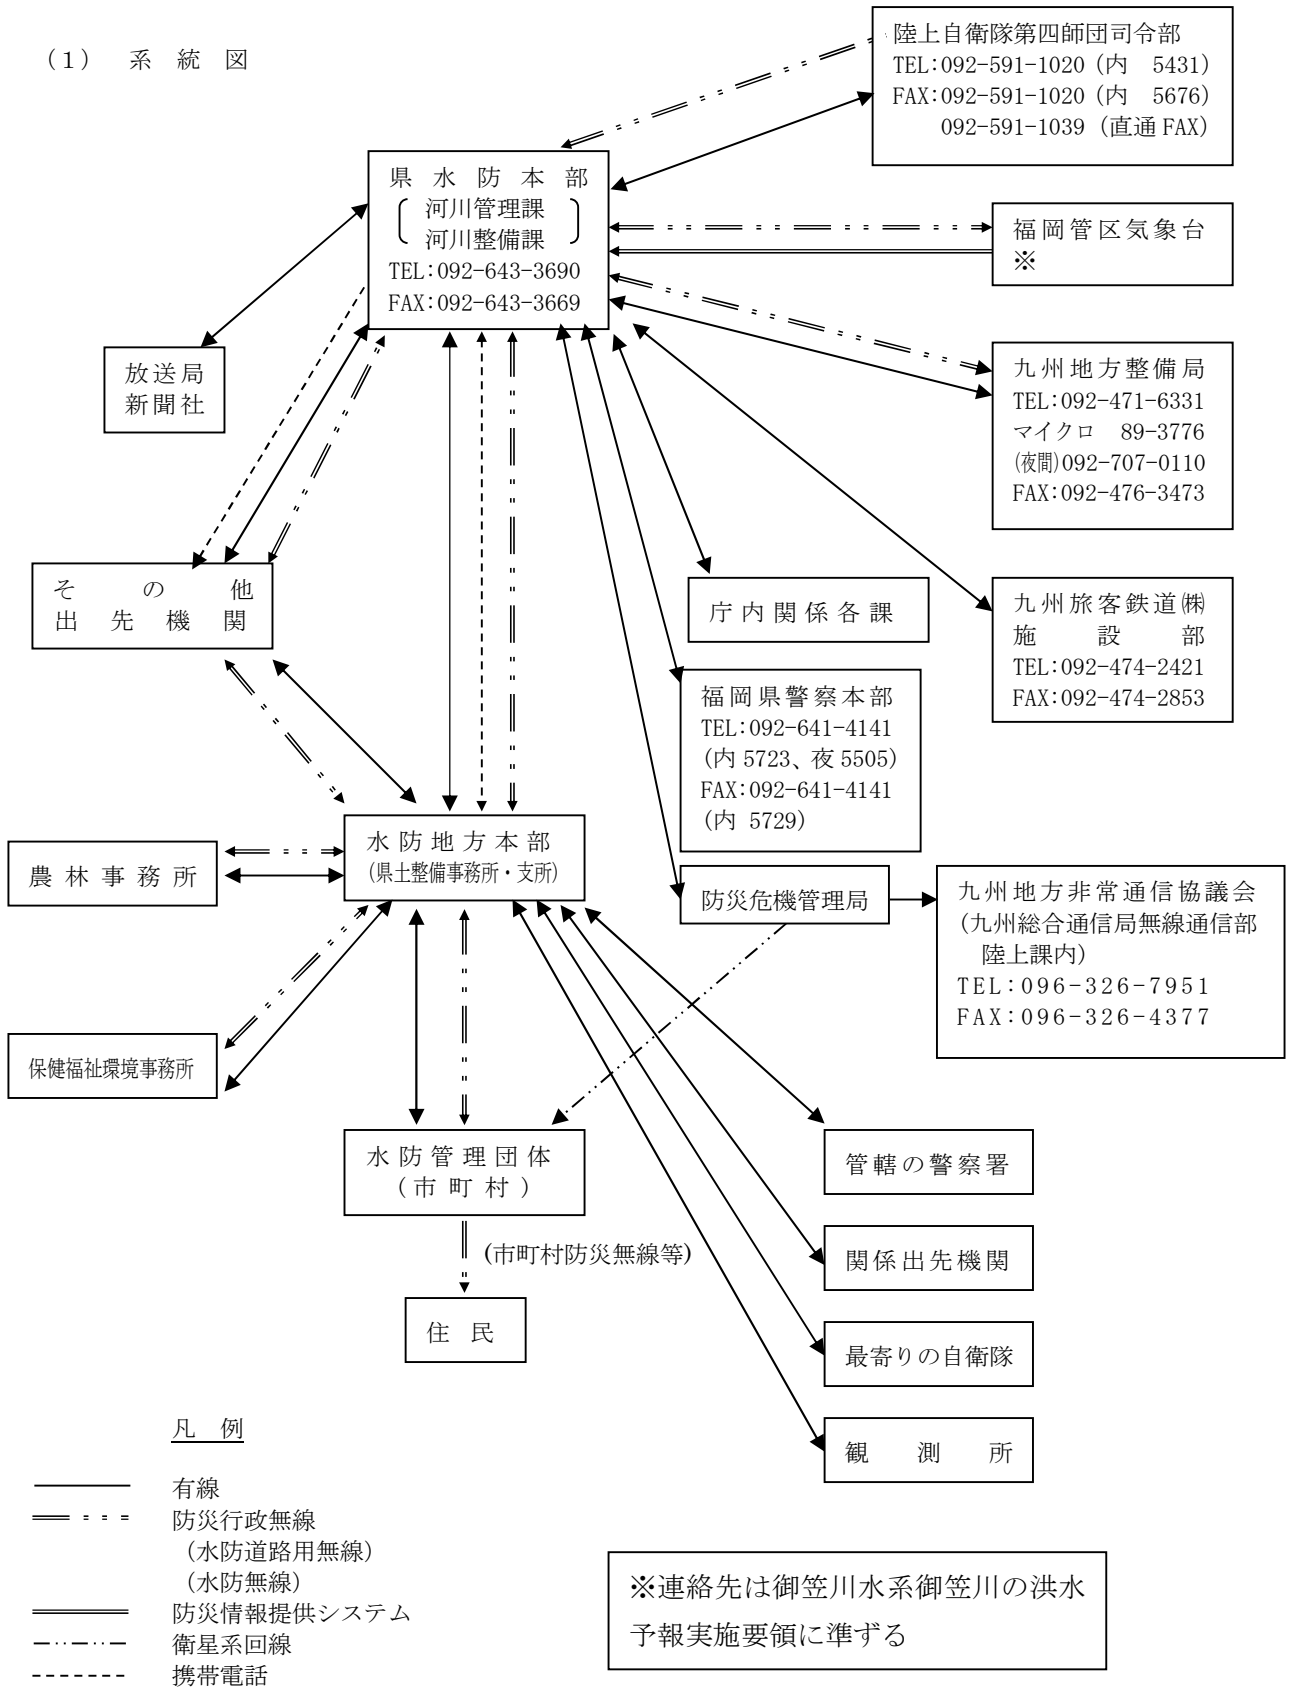 (1) 系 統 図
陸上自衛隊第四師団司令部
TEL:092-591-1020(内 5431)
FAX:092-591-1020(内 5676)
092-591-1039(直通FAX)
県 水 防 本 部
河川管理課
河川整備課
TEL:092-643-3690
FAX:092-643-3669
福岡管区気象台
※
放送局
新聞社
九州地方整備局
TEL:092-471-6331
マイクロ 89-3776
(夜間)092-707-0110
FAX:092-476-3473
そ の 他
出 先 機 関
庁内関係各課
九州旅客鉄道㈱
施 設 部
TEL:092-474-2421
FAX:092-474-2853
福岡県警察本部
TEL:092-641-4141
(内5723、夜5505)
FAX:092-641-4141
(内 5729)
水防地方本部
(県土整備事務所・支所)
農林事務所
防災危機管理局
九州地方非常通信協議会
(九州総合通信局無線通信部
陸上課内)
TEL:096-326-7951
FAX:096-326-4377
保健福祉環境事務所
水防管理団体
(市町村)
管轄の警察署
(市町村防災無線等)
関係出先機関
住 民
最寄りの自衛隊
観 測 所
凡 例
有線
防災行政無線
(水防道路用無線)
(水防無線)
防災情報提供システム
衛星系回線
携帯電話
※連絡先は御笠川水系御笠川の洪水
予報実施要領に準ずる